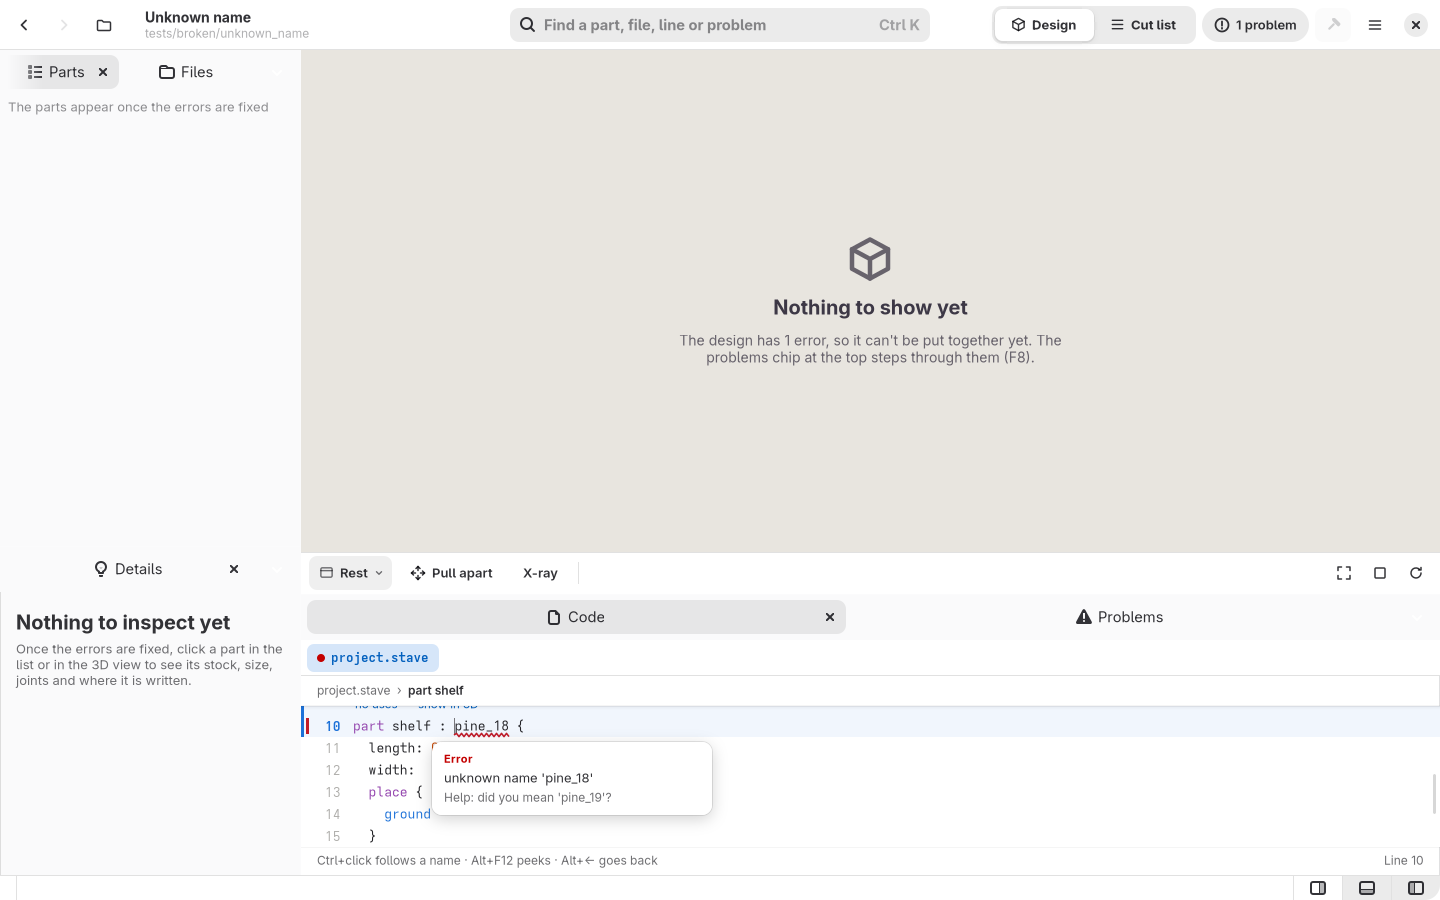 Unknown name
tests/broken/unknown_name
Find a part, file, line or problem
Ctrl K
Design
Cut list
1 problem
Parts
Files
The parts appear once the errors are fixed
Nothing to show yet
The design has 1 error, so it can't be put together yet. The
problems chip at the top steps through them (F8).
Details
Nothing to inspect yet
Once the errors are fixed, click a part in the
list or in the 3D view to see its stock, size,
joints and where it is written.
Rest
Pull apart
X-ray
Code
Problems
project.stave
project.stave › part shelf
10 part shelf : pine_18 {
11 length:
12 width:
13 place {
14 ground
15 }
Error
unknown name 'pine_18'
Help: did you mean 'pine_19'?
Ctrl+click follows a name · Alt+F12 peeks · Alt+← goes back
Line 10